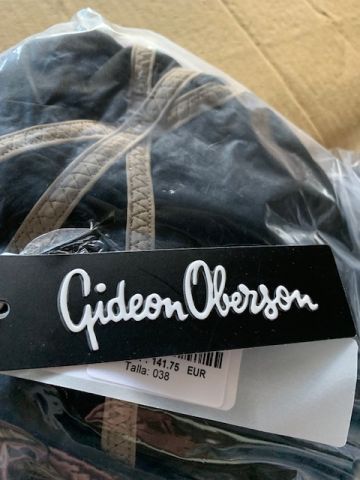 Gideon Oberson
141.75 EUR
Talla: 038